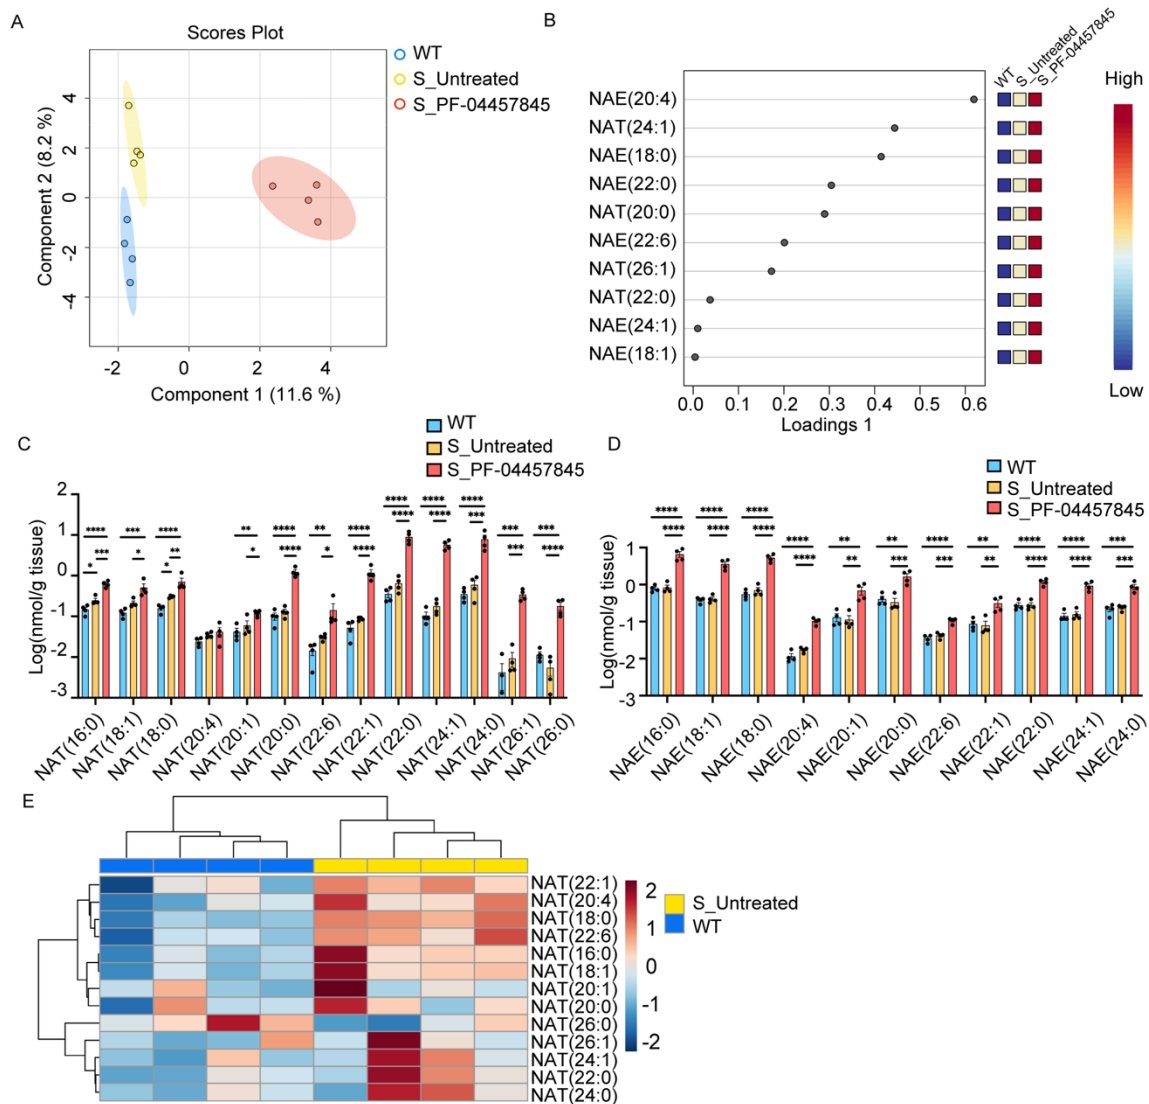 A
Scores Plot
WT
S_Untreated
S_PF-04457845
Component 2 (8.2 %)
4
2
0
-2
-4
-2
0
2
4
Component 1 (11.6 %)
B
WT
S_Untreated
S_PF-04457845
NAE(20:4)
NAT(24:1)
NAE(18:0)
NAE(22:0)
NAT(20:0)
NAE(22:6)
NAT(26:1)
NAT(22:0)
NAE(24:1)
NAE(18:1)
0.0 0.1 0.2 0.3 0.4 0.5 0.6
Loadings 1
High
Low
C
WT
S_Untreated
S_PF-04457845
Log(nmol/g tissue)
2
1
0
-1
-2
-3
**** *** **** ** **** ** **** **** **** **** *** ***
* *** * * ** * **** * **** **** **** *** *** ****
NAT(16:0) NAT(18:1) NAT(18:0) NAT(20:4) NAT(20:1) NAT(20:0) NAT(22:6) NAT(22:1) NAT(22:0) NAT(24:1) NAT(24:0) NAT(26:1) NAT(26:0)
D
WT
S_Untreated
S_PF-04457845
Log(nmol/g tissue)
1
0
-1
-2
-3
**** **** **** **** ** ** **** ** **** **** ***
**** **** **** **** ** *** *** ** **** **** ***
NAE(16:0) NAE(18:1) NAE(18:0) NAE(20:4) NAE(20:1) NAE(20:0) NAE(22:6) NAE(22:1) NAE(22:0) NAE(24:1) NAE(24:0)
E
NAT(22:1)
NAT(20:4)
NAT(18:0)
NAT(22:6)
NAT(16:0)
NAT(18:1)
NAT(20:1)
NAT(20:0)
NAT(26:0)
NAT(26:1)
NAT(24:1)
NAT(22:0)
NAT(24:0)
2
1
0
-1
-2
S_Untreated
WT